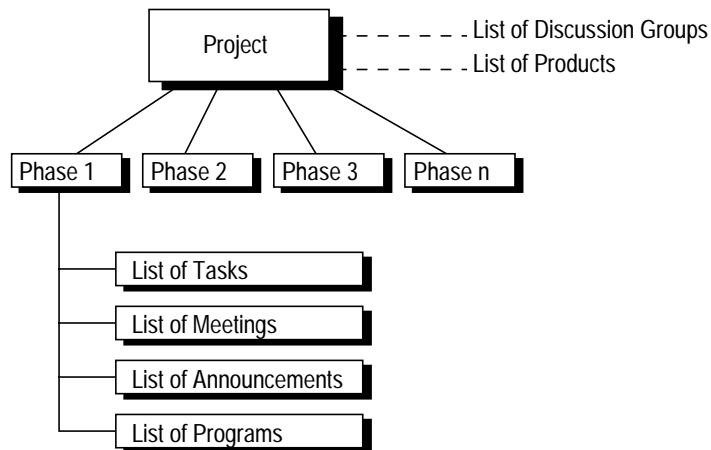 Project
List of Discussion Groups
List of Products
Phase 1
Phase 2
Phase 3
Phase n
List of Tasks
List of Meetings
List of Announcements
List of Programs